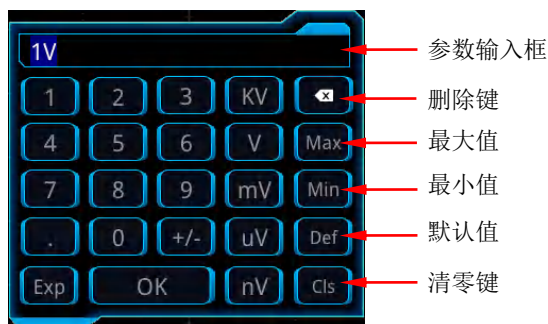 1V 参数输入框
1 2 3 KV 删除键
4 5 6 V Max 最大值
7 8 9 mV Min 最小值
. 0 +/- uV Def 默认值
Exp OK nV Cls 清零键